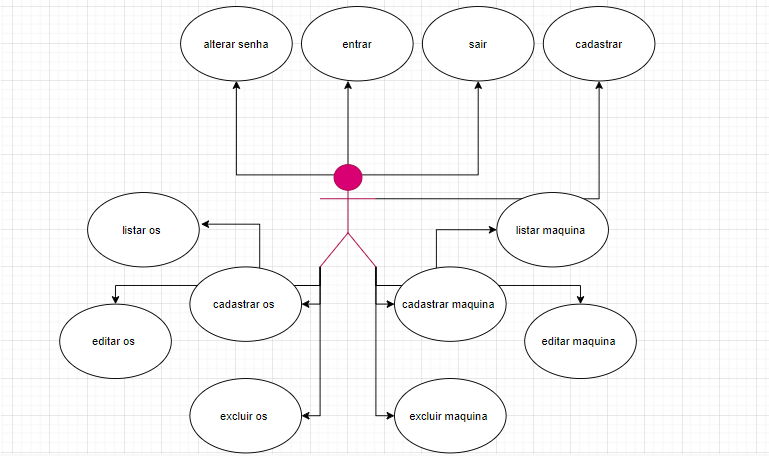 alterar senha
entrar
sair
cadastrar
listar os
listar maquina
cadastrar os
cadastrar maquina
editar os
editar maquina
excluir os
excluir maquina